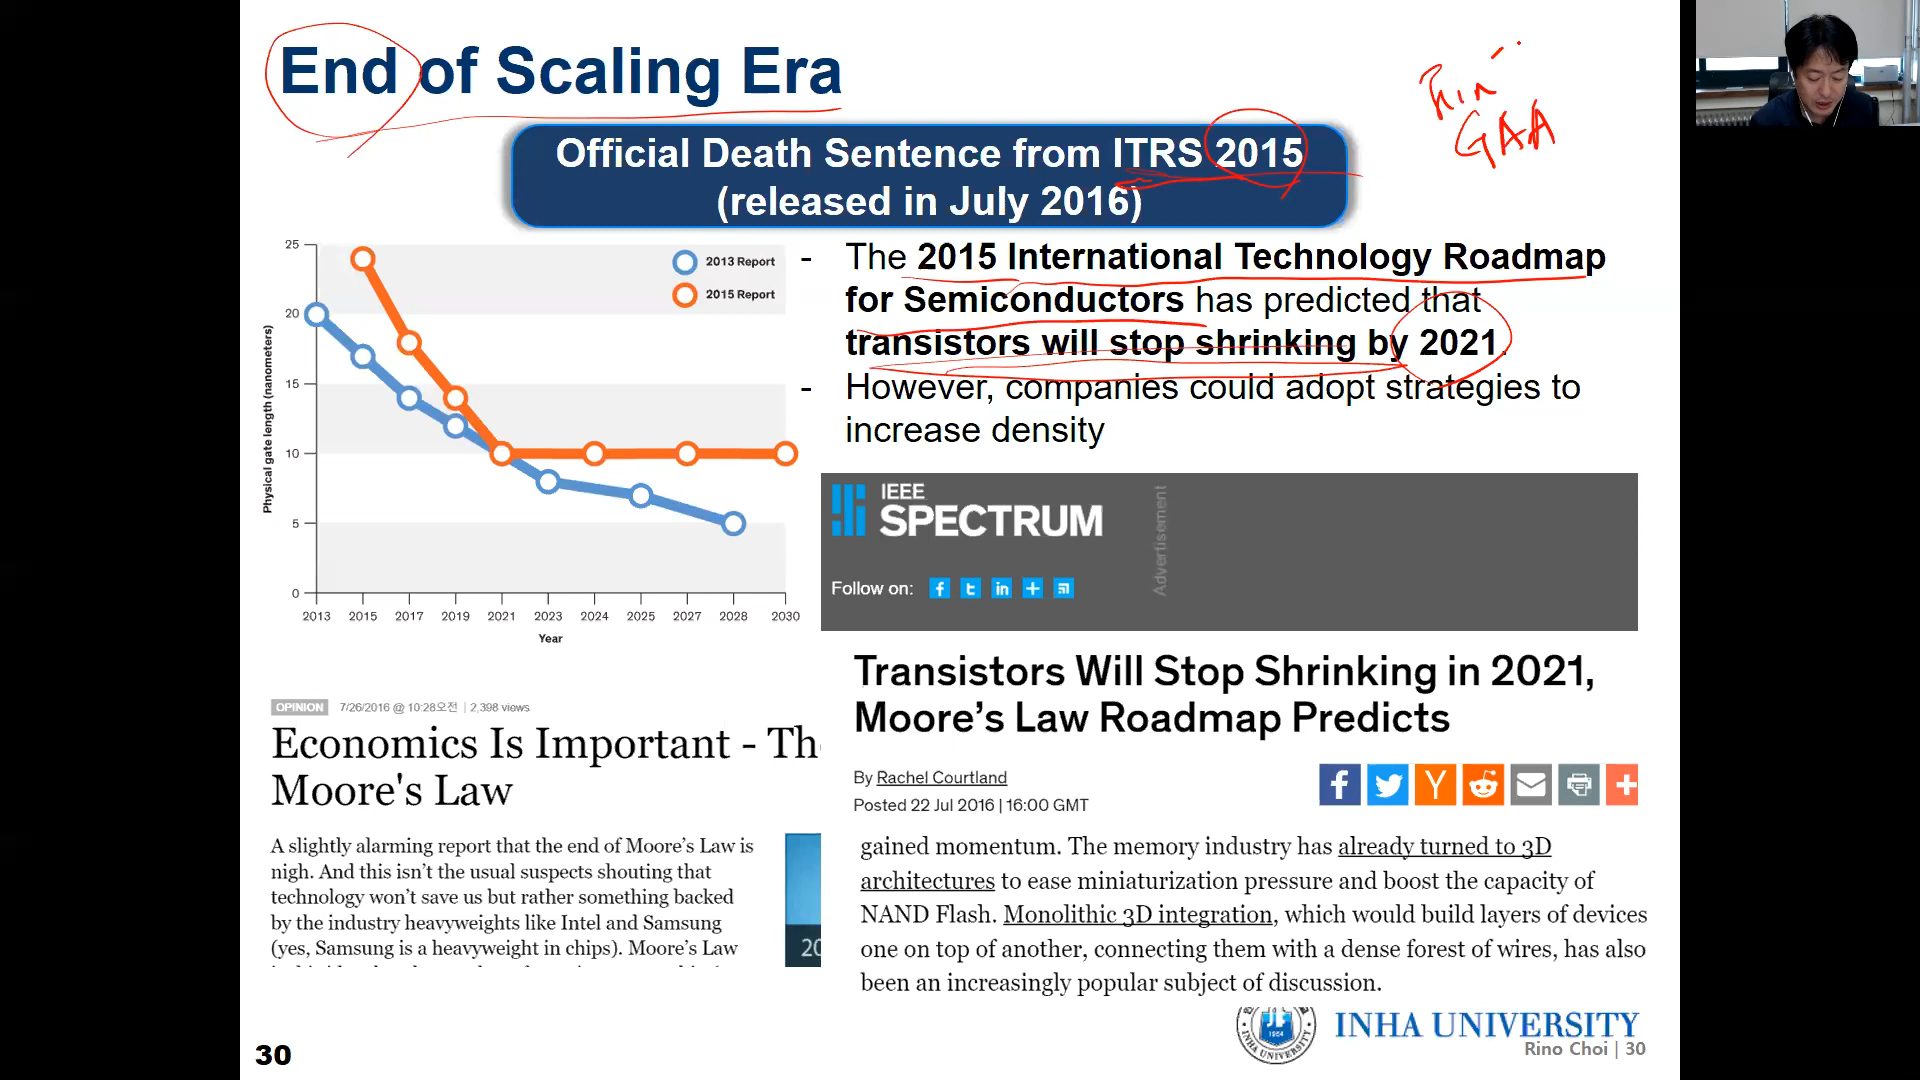 End of Scaling Era
Fin
GAA
Official Death Sentence from ITRS 2015
(released in July 2016)
25
20
15
10
5
0
Physical gate length (nanometers)
2013 Report
2015 Report
2013 2015 2017 2019 2021 2023 2024 2025 2027 2028 2030
Year
- The 2015 International Technology Roadmap
for Semiconductors has predicted that
transistors will stop shrinking by 2021.
- However, companies could adopt strategies to
increase density
IEEE
SPECTRUM
Advertisement
Follow on:
Transistors Will Stop Shrinking in 2021,
Moore's Law Roadmap Predicts
By Rachel Courtland
Posted 22 Jul 2016 | 16:00 GMT
gained momentum. The memory industry has already turned to 3D
architectures to ease miniaturization pressure and boost the capacity of
NAND Flash. Monolithic 3D integration, which would build layers of devices
one on top of another, connecting them with a dense forest of wires, has also
been an increasingly popular subject of discussion.
OPINION 7/26/2016 @ 10:28오전 | 2,398 views
Economics Is Important - Th
Moore's Law
A slightly alarming report that the end of Moore's Law is
nigh. And this isn't the usual suspects shouting that
technology won't save us but rather something backed
by the industry heavyweights like Intel and Samsung
(yes, Samsung is a heavyweight in chips). Moore's Law
20
INHA UNIVERSITY
1954
INHA UNIVERSITY
Rino Choi | 30
30